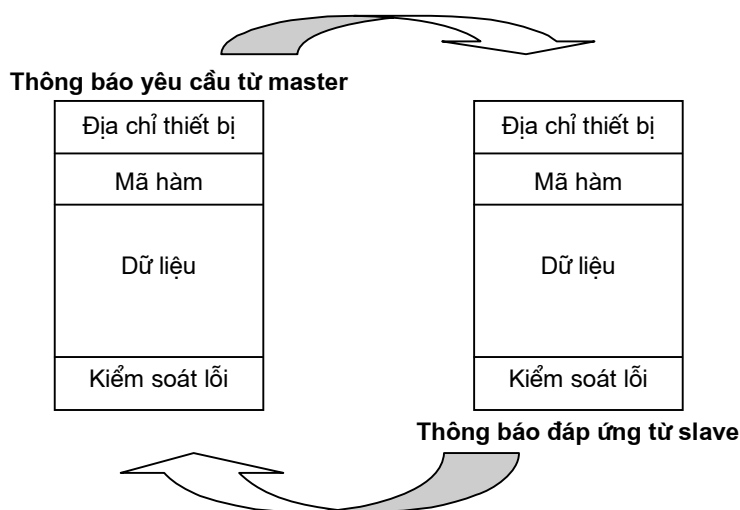 Thông báo yêu cầu từ master
Địa chỉ thiết bị
Mã hàm
Dữ liệu
Kiểm soát lỗi
Địa chỉ thiết bị
Mã hàm
Dữ liệu
Kiểm soát lỗi
Thông báo đáp ứng từ slave